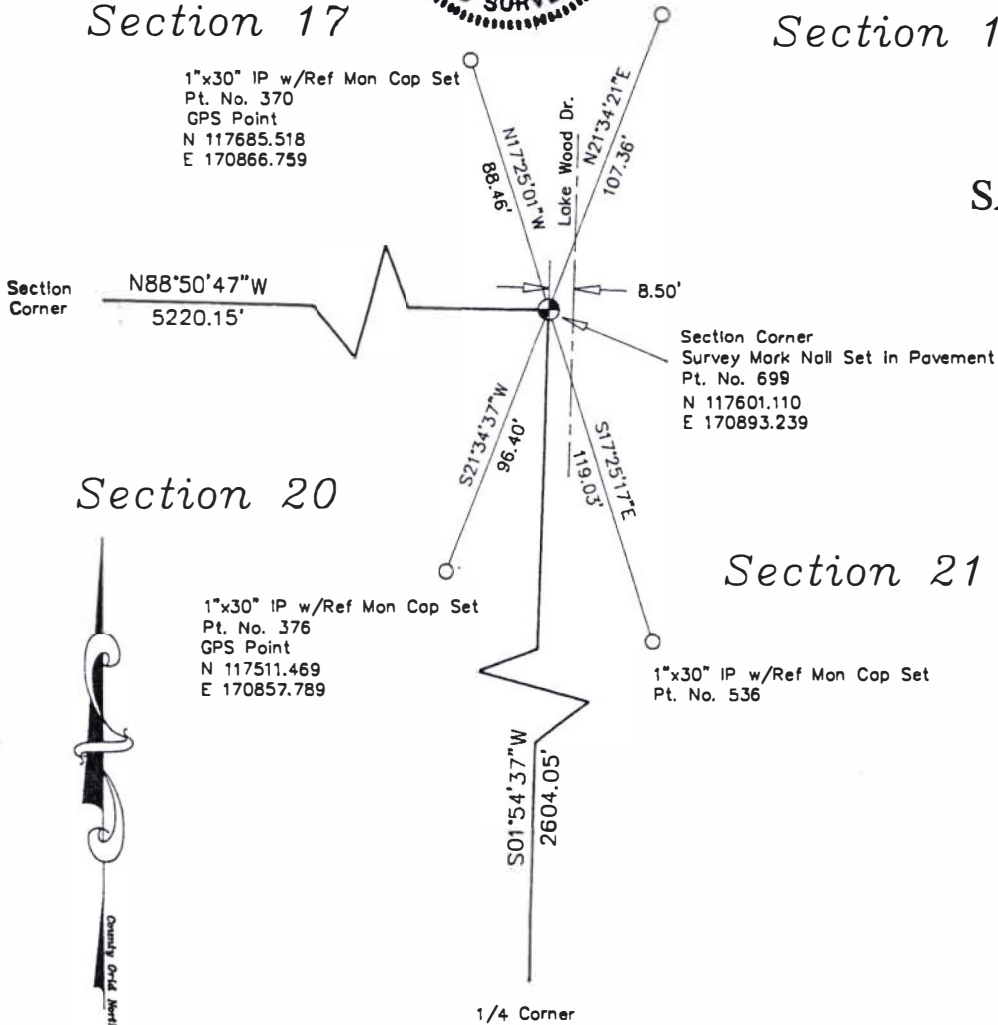 SURVE
Section 17
Section 1
1"x30" IP w/Ref Mon Cap Set
Pt. No. 370
GPS Point
N 117685.518
E 170866.759
N17°25'01"W
88.46'
Lake Wood Dr.
N21°34'21"E
107.36'
SA
Section
Corner
N88°50'47"W
5220.15'
8.50'
Section Corner
Survey Mark Nail Set in Pavement
Pt. No. 699
N 117601.110
E 170893.239
S21°34'37"W
96.40'
S17°25'17"E
119.03'
Section 20
Section 21
1"x30" IP w/Ref Mon Cap Set
Pt. No. 376
GPS Point
N 117511.469
E 170857.789
1"x30" IP w/Ref Mon Cap Set
Pt. No. 536
S01°54'37"W
2604.05'
County Grid North
1/4 Corner